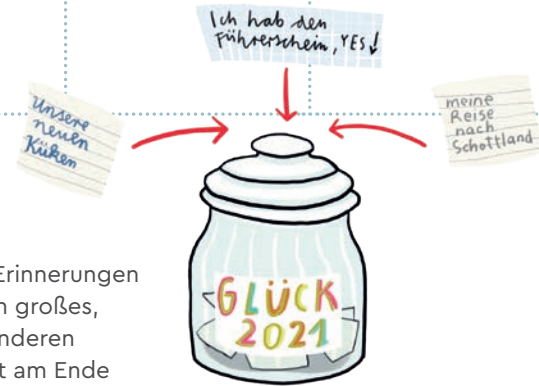 Ich hab den
Führerschein, YES!
Unsere
neuen
Küken
meine
Reise
nach
Schottland
Erinnerungen
großes,
nderen
t am Ende
GLÜCK
2021